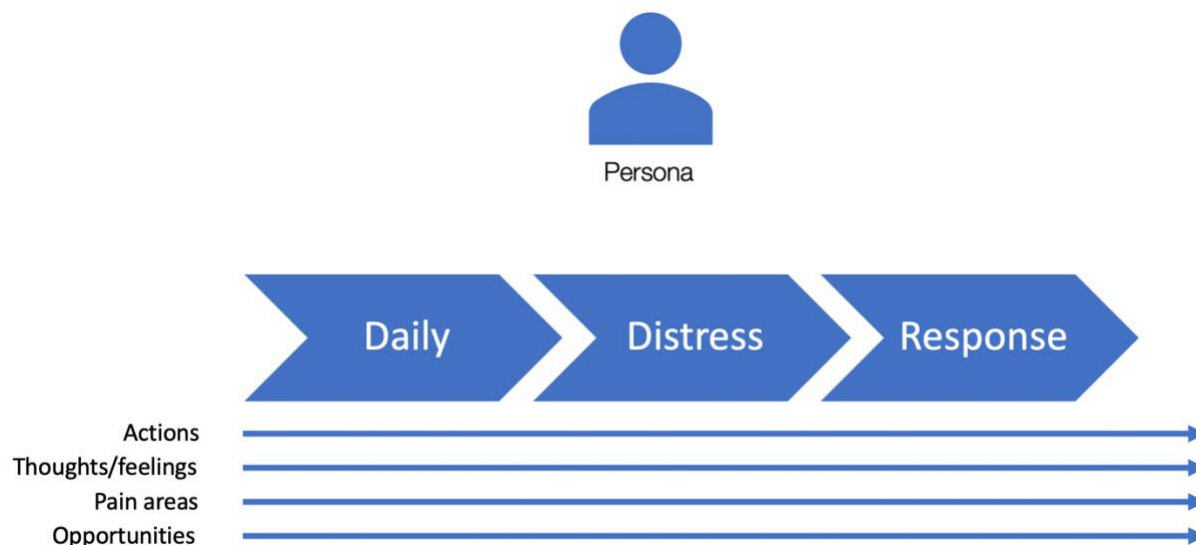 Persona
Daily Distress Response
Actions
Thoughts/feelings
Pain areas
Opportunities